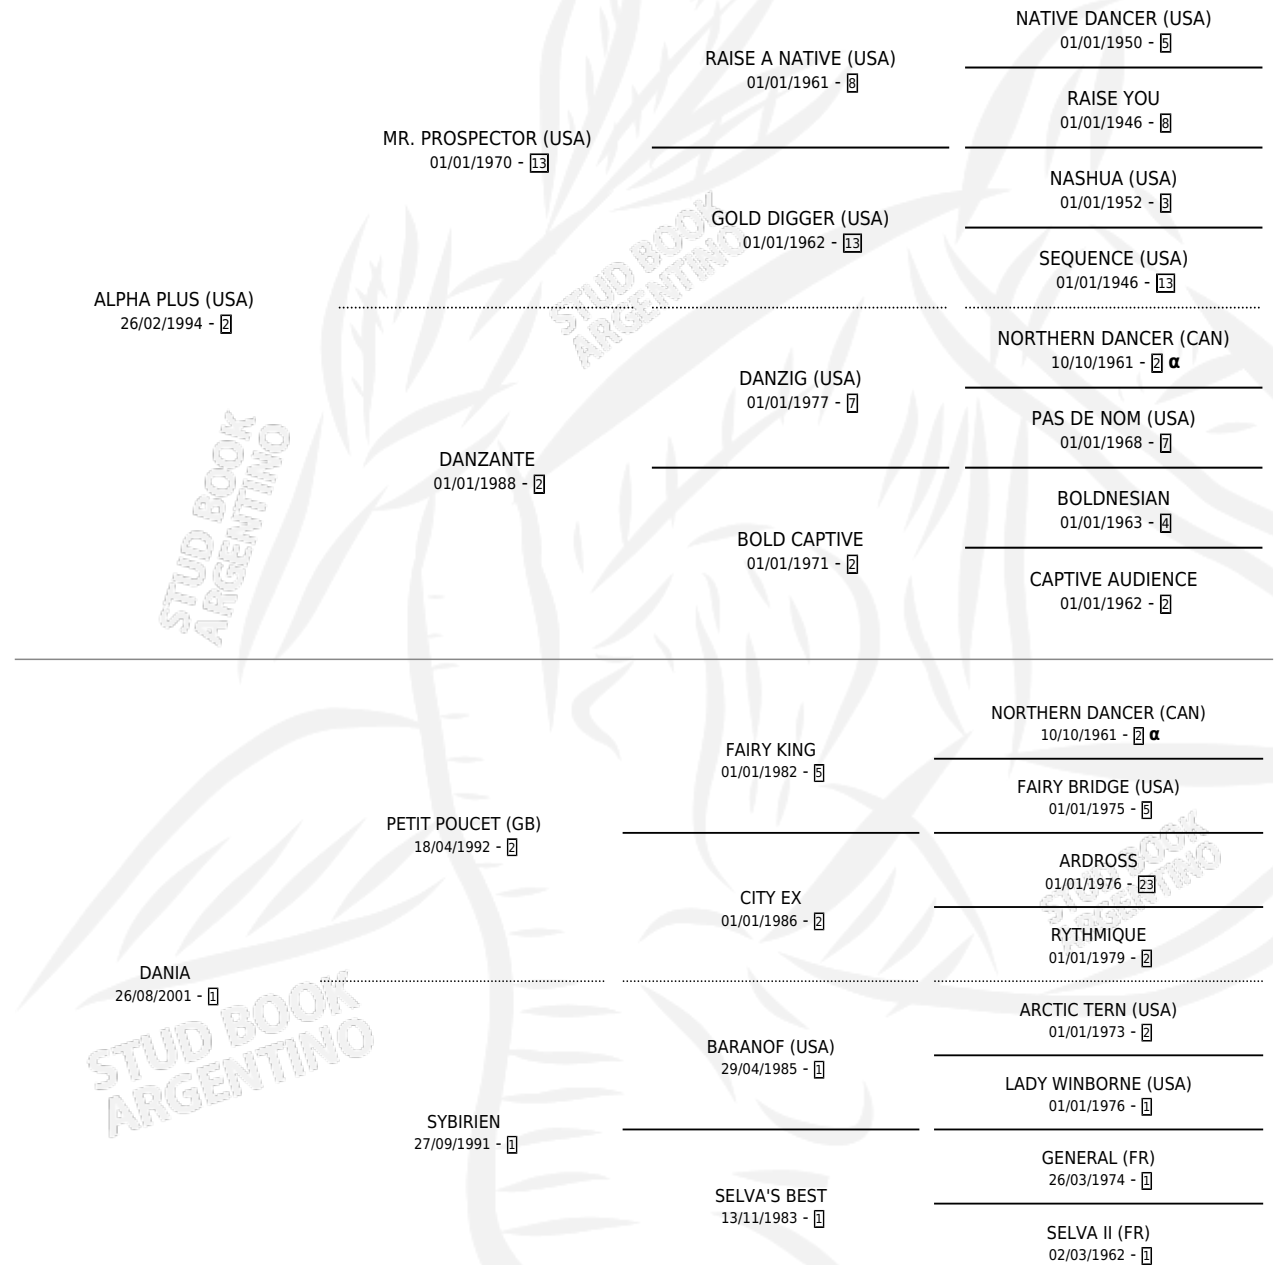 NATIVE DANCER (USA)
01/01/1950 - 5
RAISE A NATIVE (USA)
01/01/1961 - 8
RAISE YOU
01/01/1946 - 8
MR. PROSPECTOR (USA)
01/01/1970 - 13
NASHUA (USA)
01/01/1952 - 3
GOLD DIGGER (USA)
01/01/1962 - 13
SEQUENCE (USA)
01/01/1946 - 13
ALPHA PLUS (USA)
26/02/1994 - 2
STUD BOOK
ARGENTINO
NORTHERN DANCER (CAN)
10/10/1961 - 2 α
DANZIG (USA)
01/01/1977 - 7
PAS DE NOM (USA)
01/01/1968 - 7
DANZANTE
01/01/1988 - 2
BOLDNESIAN
01/01/1963 - 4
BOLD CAPTIVE
01/01/1971 - 2
CAPTIVE AUDIENCE
01/01/1962 - 2
STUD BOOK
ARGENTINO
NORTHERN DANCER (CAN)
10/10/1961 - 2 α
FAIRY KING
01/01/1982 - 5
FAIRY BRIDGE (USA)
01/01/1975 - 5
PETIT POUCET (GB)
18/04/1992 - 2
ARDROSS
01/01/1976 - 23
CITY EX
01/01/1986 - 2
RYTHMIQUE
01/01/1979 - 2
STUD BOOK
ARGENTINO
DANIA
26/08/2001 - 1
ARCTIC TERN (USA)
01/01/1973 - 2
BARANOF (USA)
29/04/1985 - 1
LADY WINBORNE (USA)
01/01/1976 - 1
STUD BOOK
ARGENTINO
SYBIRIEN
27/09/1991 - 1
GENERAL (FR)
26/03/1974 - 1
SELVA'S BEST
13/11/1983 - 1
SELVA II (FR)
02/03/1962 - 1